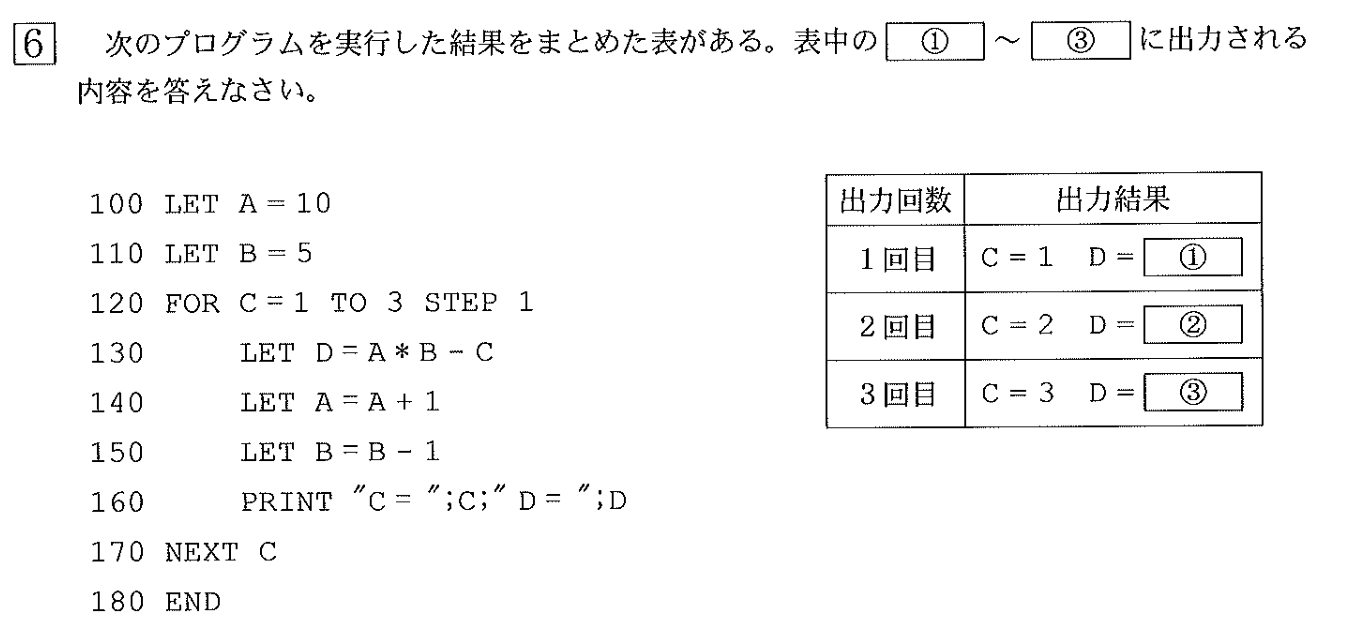 6 次のプログラムを実行した結果をまとめた表がある。表中の ① ～ ③ に出力される
内容を答えなさい。
100 LET A = 10
110 LET B = 5
120 FOR C = 1 TO 3 STEP 1
130 LET D = A * B - C
140 LET A = A + 1
150 LET B = B - 1
160 PRINT ″C = ″;C;″ D = ″;D
170 NEXT C
180 END
出力回数 出力結果
1回目 C = 1 D = ①
2回目 C = 2 D = ②
3回目 C = 3 D = ③